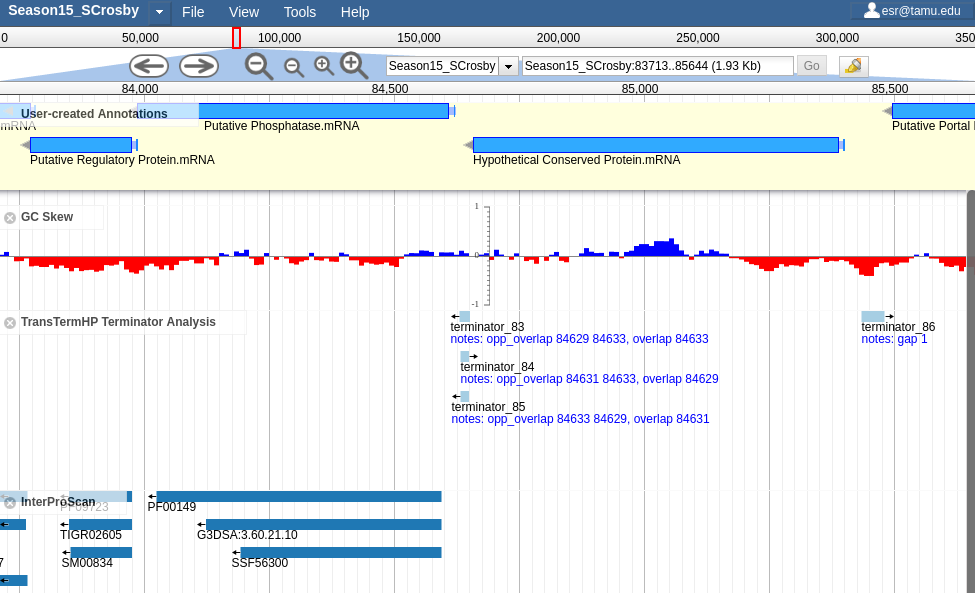 Season15_SCrosby File View Tools Help esr@tamu.edu
0 50,000 100,000 150,000 200,000 250,000 300,000 350
Season15_SCrosby Season15_SCrosby:83713..85644 (1.93 Kb) Go
84,000 84,500 85,000 85,500
User-created Annotations
mRNA Putative Phosphatase.mRNA Putative Portal
Putative Regulatory Protein.mRNA Hypothetical Conserved Protein.mRNA
GC Skew
1
0
-1
TransTermHP Terminator Analysis
terminator_83 terminator_86
notes: opp_overlap 84629 84633, overlap 84633 notes: gap 1
terminator_84
notes: opp_overlap 84631 84633, overlap 84629
terminator_85
notes: opp_overlap 84633 84629, overlap 84631
InterProScan
PF09723 PF00149
TIGR02605 G3DSA:3.60.21.10
7 SM00834 SSF56300